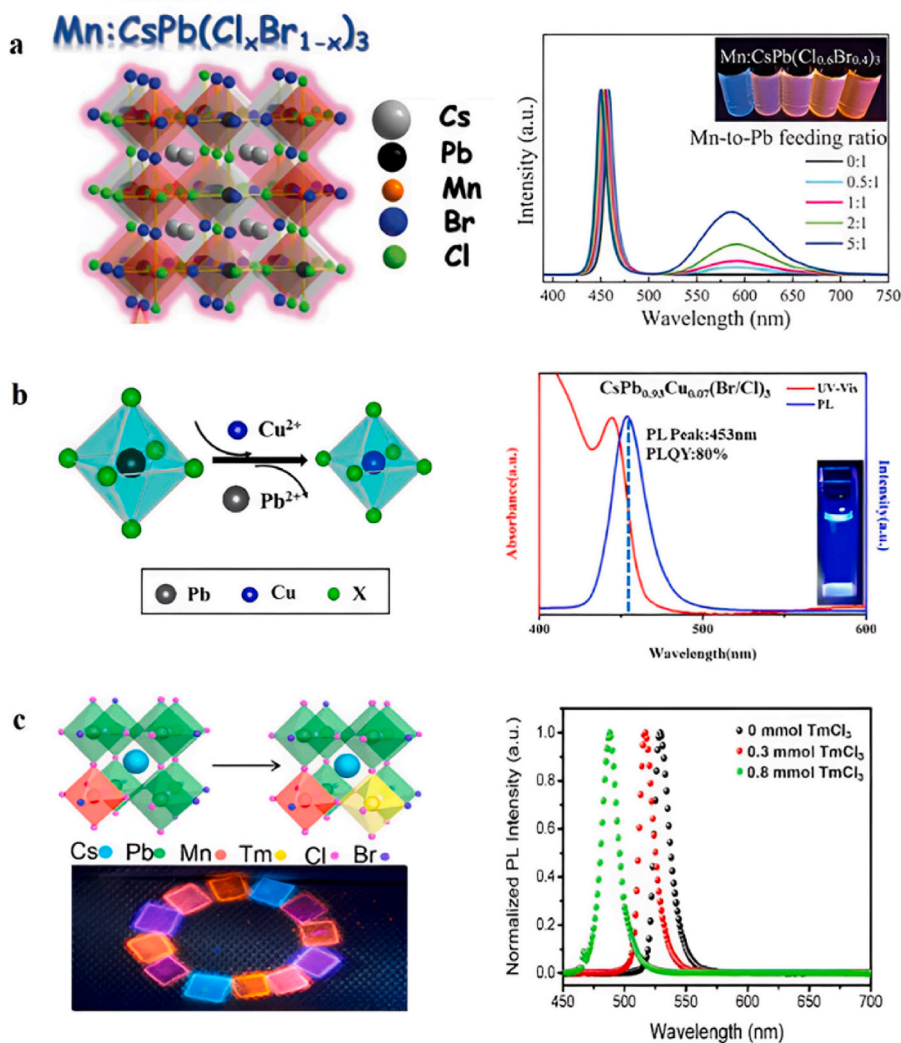 a
Mn:CsPb(ClₓBr₁₋ₓ)₃
Cs
Pb
Mn
Br
Cl
Mn:CsPb(Cl₀.₆Br₀.₄)₃
Mn-to-Pb feeding ratio
0:1
0.5:1
1:1
2:1
5:1
Intensity (a.u.)
400 450 500 550 600 650 700 750
Wavelength (nm)
b
Cu²⁺
Pb²⁺
Pb Cu X
CsPb₀.₉₃Cu₀.₀₇(Br/Cl)₃
UV-Vis
PL
PL Peak:453nm
PLQY:80%
Absorbance(a.u.)
Intensity(a.u.)
400 500 600
Wavelength(nm)
c
Cs Pb Mn Tm Cl Br
0 mmol TmCl₃
0.3 mmol TmCl₃
0.8 mmol TmCl₃
Normalized PL Intensity (a.u.)
1.0
0.8
0.6
0.4
0.2
0.0
450 500 550 600 650 700
Wavelength (nm)